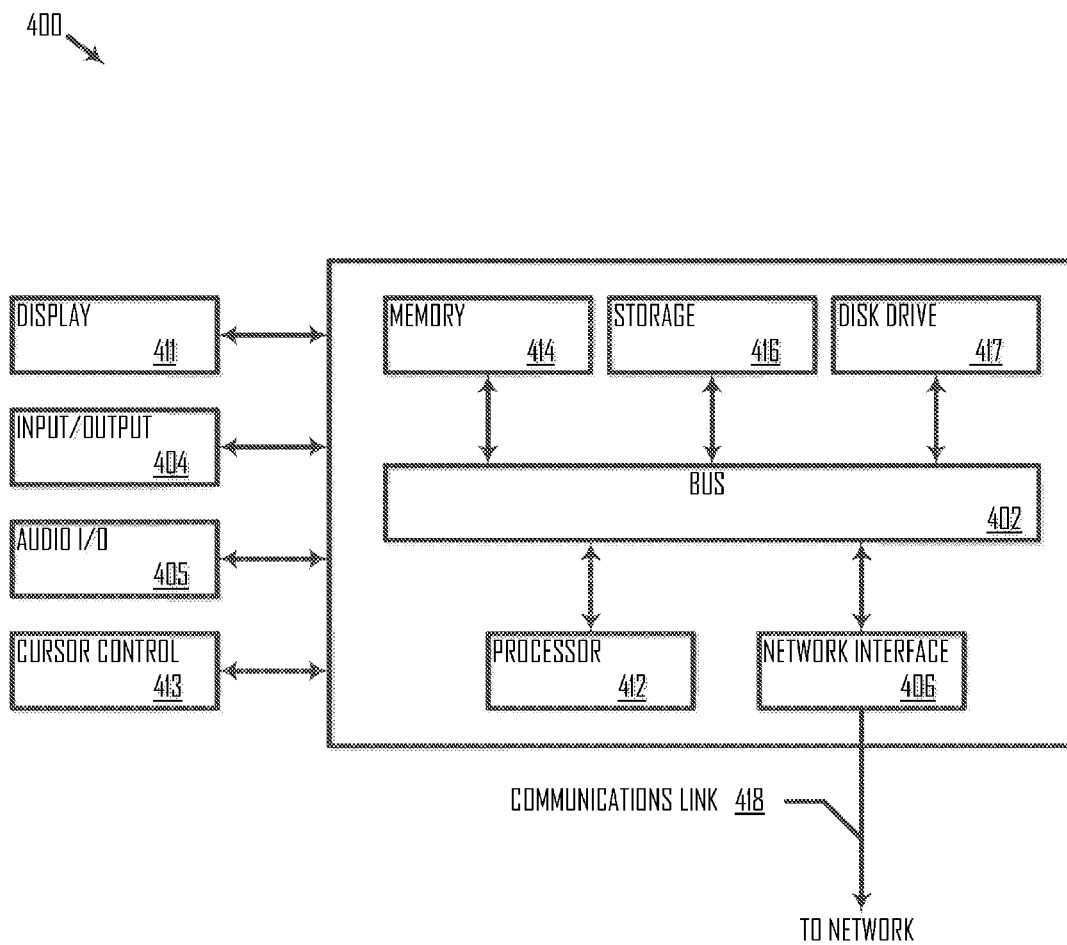 400
DISPLAY
411
INPUT/OUTPUT
404
AUDIO I/O
405
CURSOR CONTROL
413
MEMORY
414
STORAGE
416
DISK DRIVE
417
BUS
402
PROCESSOR
412
NETWORK INTERFACE
406
COMMUNICATIONS LINK 418
TO NETWORK